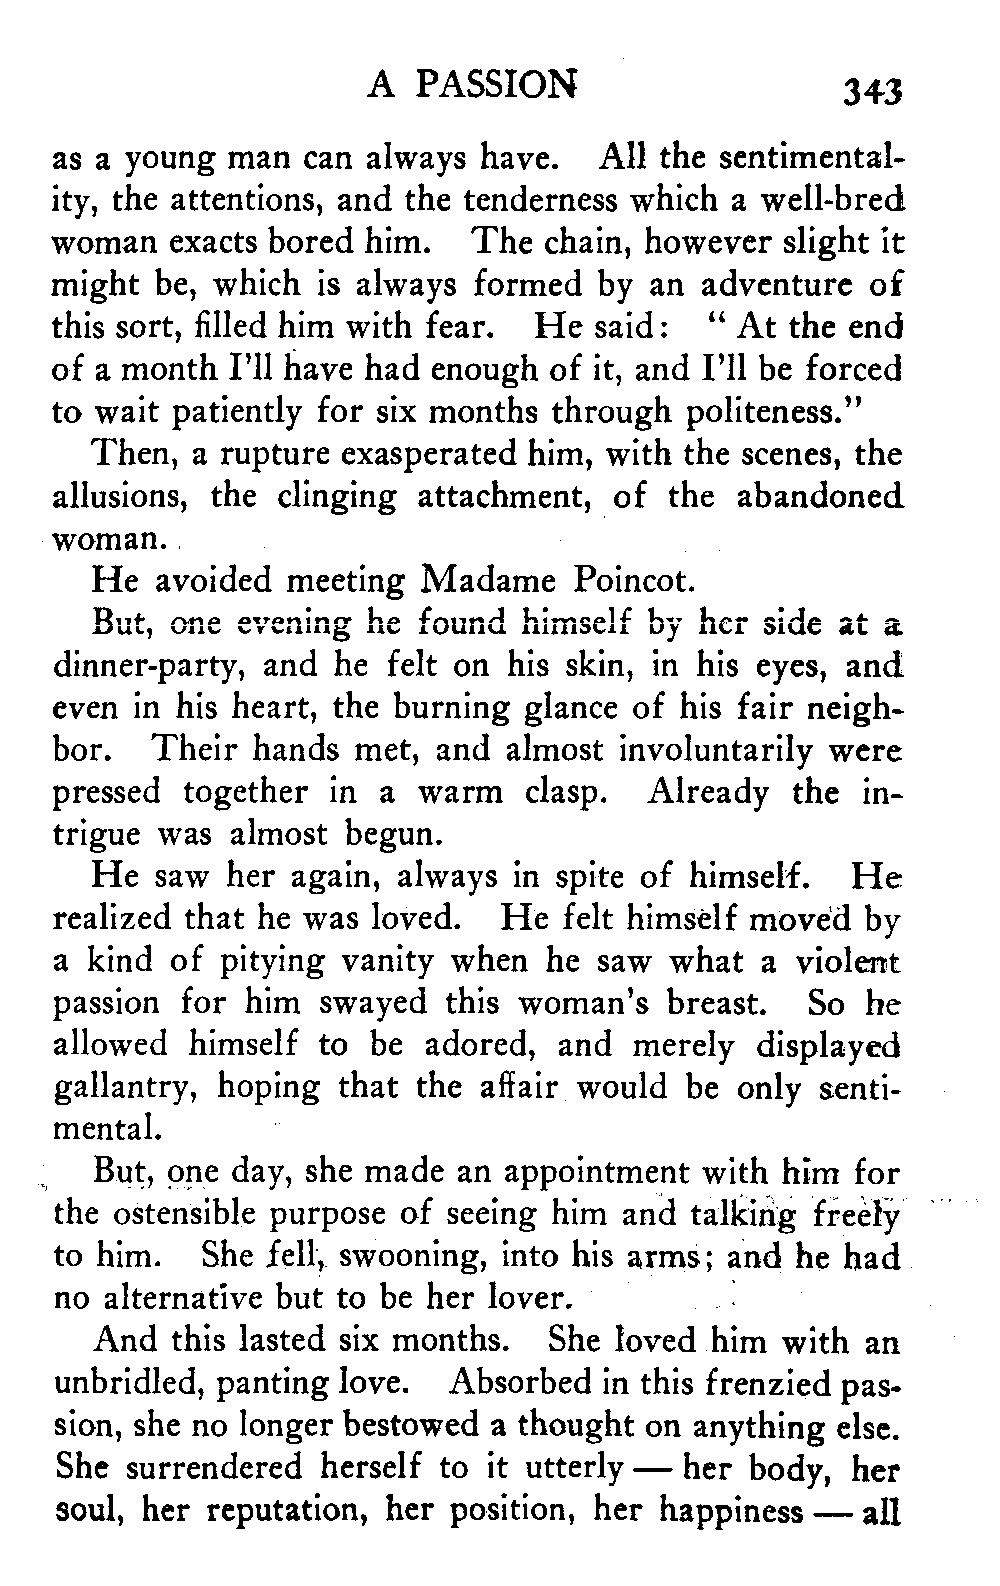 A PASSION 343
as a young man can always have. All the sentimental-
ity, the attentions, and the tenderness which a well-bred
woman exacts bored him. The chain, however slight it
might be, which is always formed by an adventure of
this sort, filled him with fear. He said: " At the end
of a month I'll have had enough of it, and I'll be forced
to wait patiently for six months through politeness."
Then, a rupture exasperated him, with the scenes, the
allusions, the clinging attachment, of the abandoned
woman.
He avoided meeting Madame Poincot.
But, one evening he found himself by her side at a
dinner-party, and he felt on his skin, in his eyes, and
even in his heart, the burning glance of his fair neigh-
bor. Their hands met, and almost involuntarily were
pressed together in a warm clasp. Already the in-
trigue was almost begun.
He saw her again, always in spite of himself. He
realized that he was loved. He felt himself moved by
a kind of pitying vanity when he saw what a violent
passion for him swayed this woman's breast. So he
allowed himself to be adored, and merely displayed
gallantry, hoping that the affair would be only senti-
mental.
But, one day, she made an appointment with him for
the ostensible purpose of seeing him and talking freely
to him. She fell, swooning, into his arms; and he had
no alternative but to be her lover.
And this lasted six months. She loved him with an
unbridled, panting love. Absorbed in this frenzied pas-
sion, she no longer bestowed a thought on anything else.
She surrendered herself to it utterly — her body, her
soul, her reputation, her position, her happiness — all